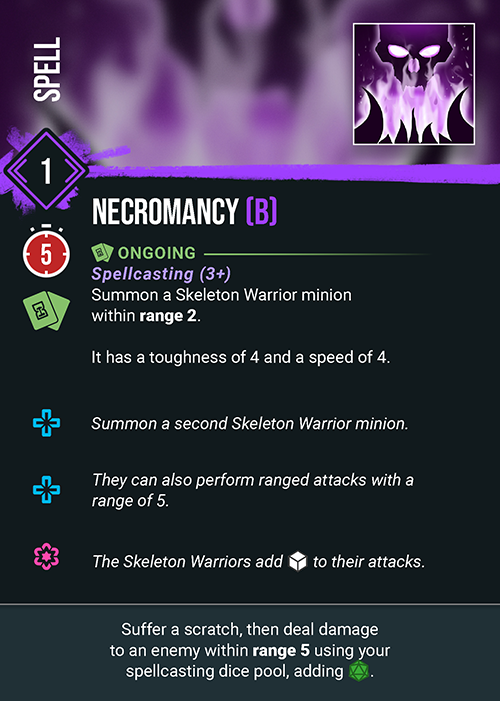 SPELL
1
NECROMANCY (B)
5
ONGOING
Spellcasting (3+)
Summon a Skeleton Warrior minion
within range 2.
It has a toughness of 4 and a speed of 4.
Summon a second Skeleton Warrior minion.
They can also perform ranged attacks with a
range of 5.
The Skeleton Warriors add to their attacks.
Suffer a scratch, then deal damage
to an enemy within range 5 using your
spellcasting dice pool, adding .